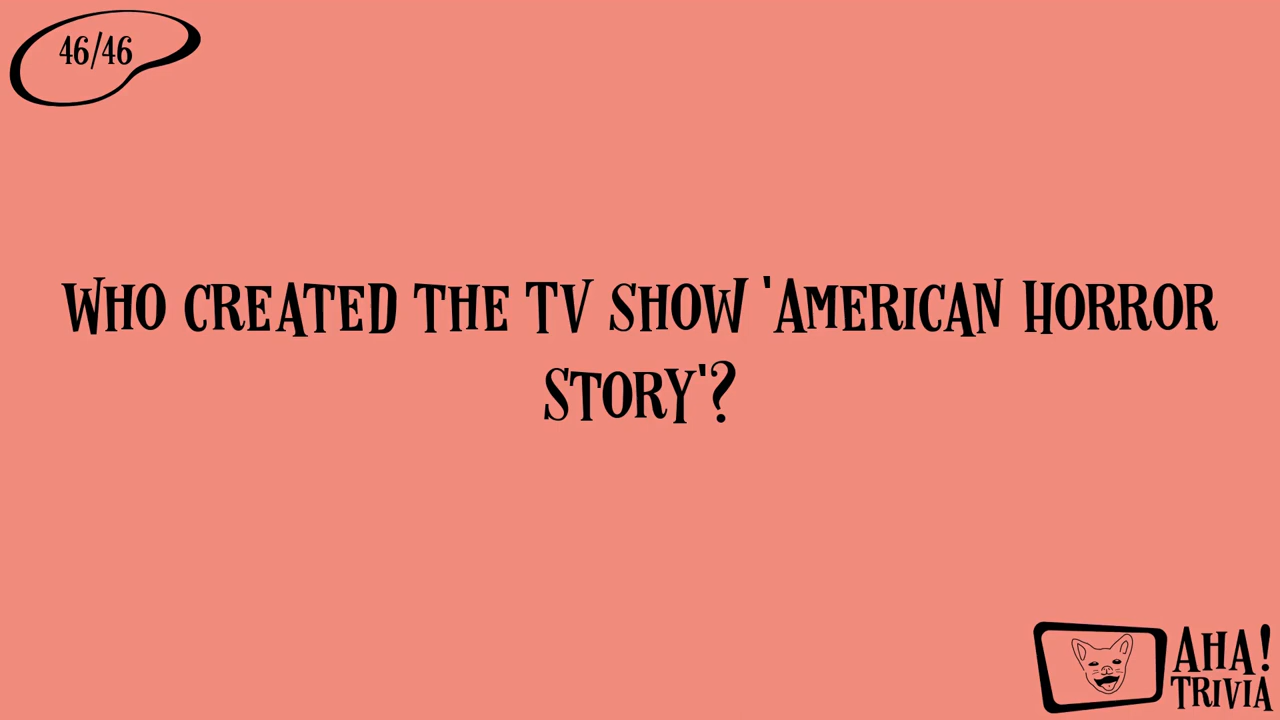 46/46
Who created the TV show 'American Horror
Story'?
AHA!
TRIVIA